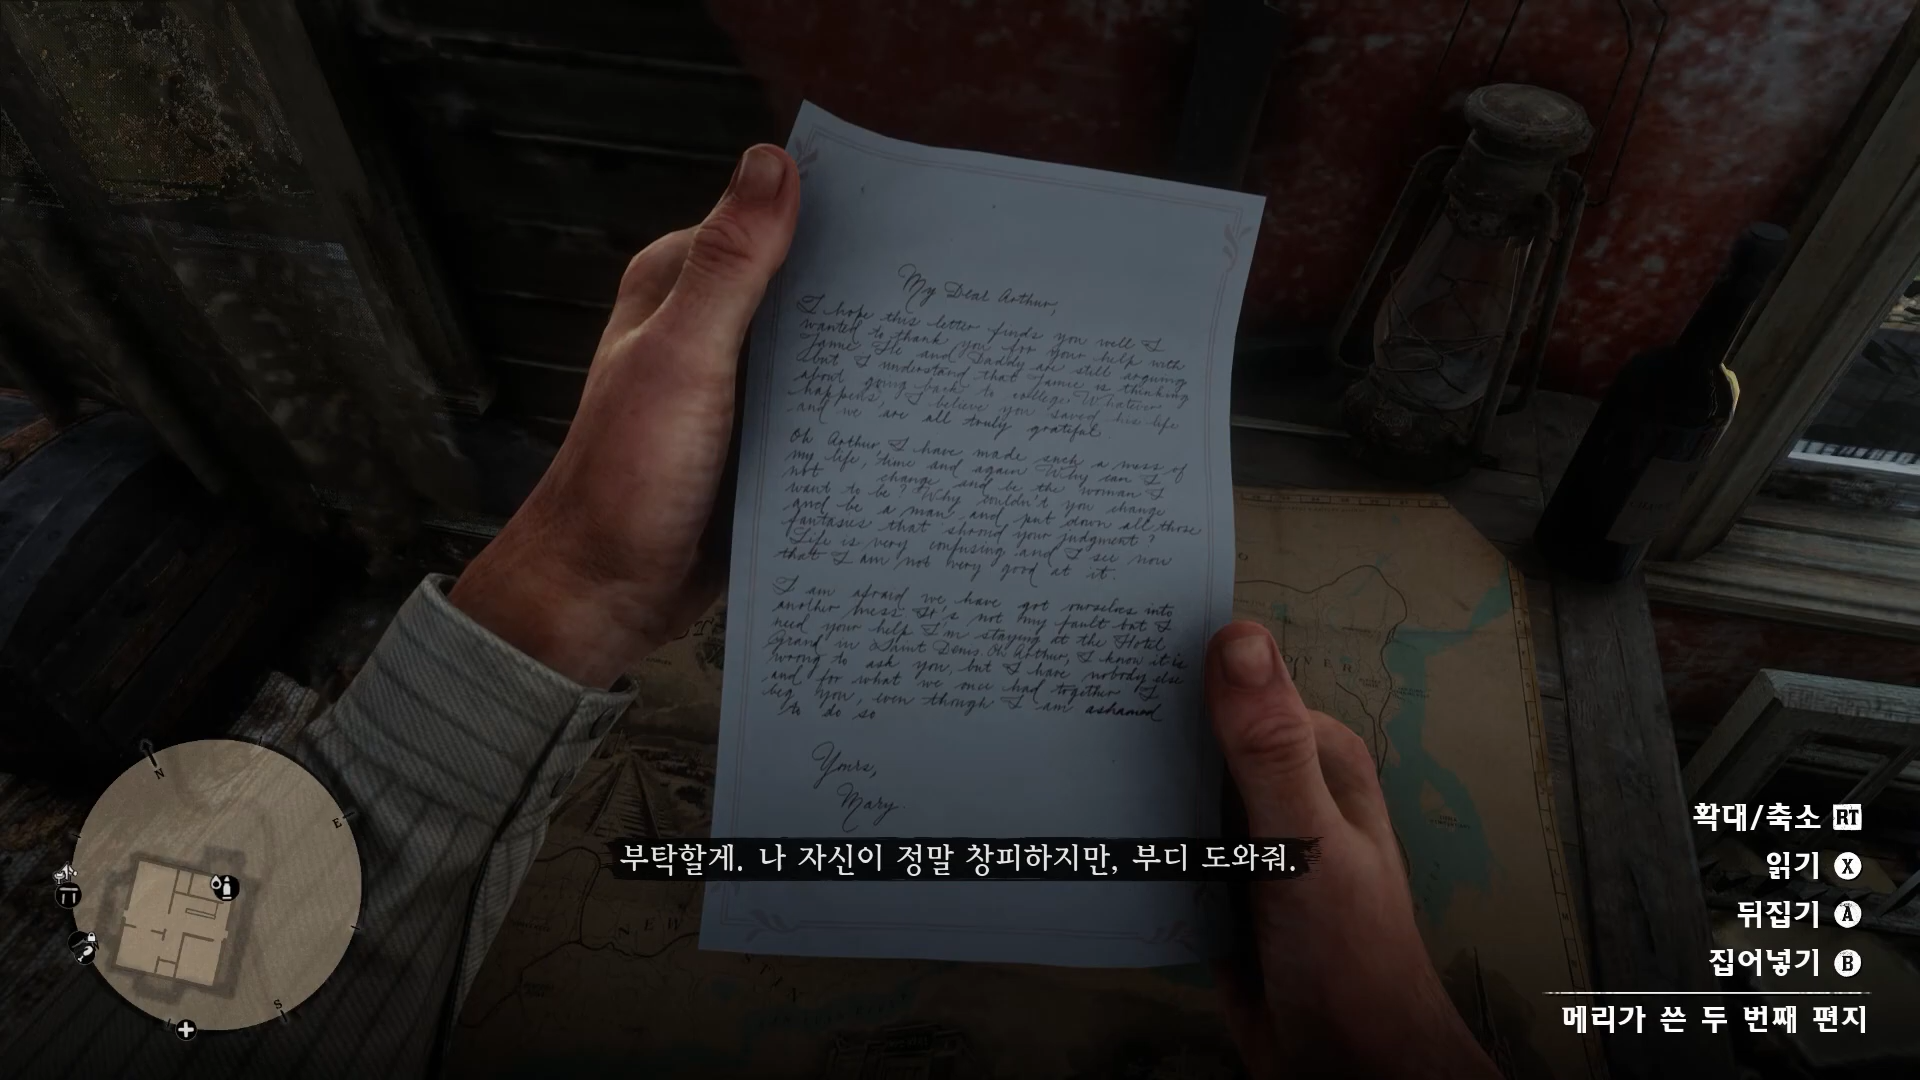 My Dear Arthur,
I hope this letter finds you well I
wanted to thank you for your help with
Jamie He and Daddy are still arguing
but I understand that Jamie is thinking
about going back to college. Whatever
happens, I believe you saved his life
and we are all truly grateful.
Oh Arthur, I have made such a mess of
my life, time and again Why can I
not change and be the woman I
want to be? Why couldn't you change
and be a man and put down all those
fantasies that shroud your judgment?
Life is very confusing and I see now
that I am not very good at it.
I am afraid we have got ourselves into
another mess It's not my fault but I
need your help I'm staying at the Hotel
Grand in Saint Denis. Oh Arthur, I know it is
wrong to ask you, but I have nobody else
and for what we once had together I
beg you, even though I am ashamed
to do so
Yours,
Mary.
부탁할게. 나 자신이 정말 창피하지만, 부디 도와줘.
확대/축소 RT
읽기 X
뒤집기 A
집어넣기 B
메리가 쓴 두 번째 편지
N
E
S
NEW